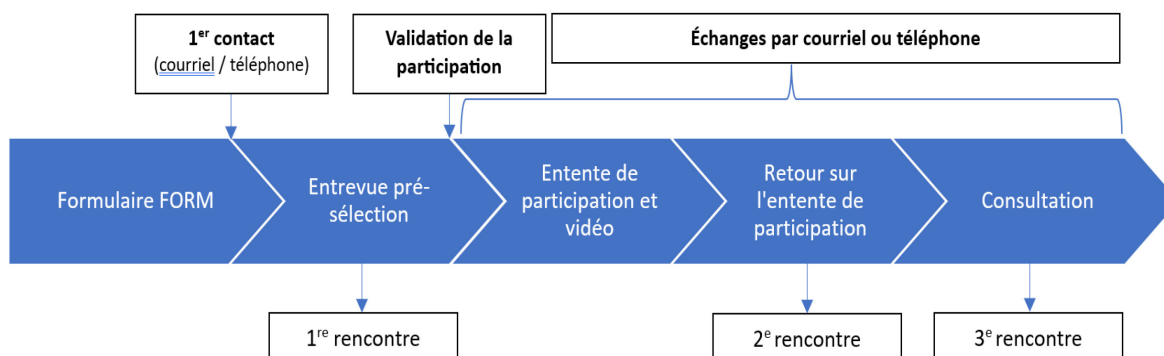 1er contact
(courriel / téléphone)
Validation de la
participation
Échanges par courriel ou téléphone
Formulaire FORM
Entrevue pré-
sélection
Entente de
participation et
vidéo
Retour sur
l'entente de
participation
Consultation
1re rencontre
2e rencontre
3e rencontre